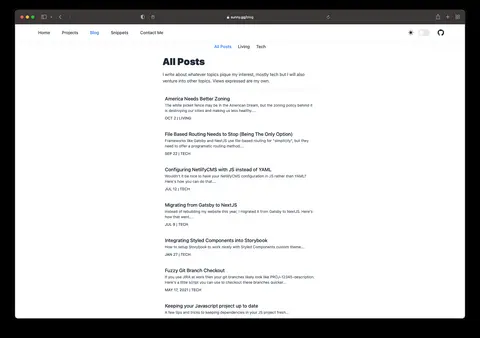 sunny.gg/blog
Home Projects Blog Snippets Contact Me
All Posts Living Tech
All Posts
I write about whatever topics pique my interest, mostly tech but I will also
venture into other topics. Views expressed are my own.
America Needs Better Zoning
The white picket fence may be in the American Dream, but the zoning policy behind it
is destroying our cities and making us less healthy....
OCT 2 | LIVING
File Based Routing Needs to Stop (Being The Only Option)
Frameworks like Gatsby and NextJS use file-based routing for "simplicity", but they
need to offer a programatic routing method....
SEP 22 | TECH
Configuring NetlifyCMS with JS instead of YAML
Wouldn't it be nice to have your NetlifyCMS configuration in JS rather than YAML?
Here's how you can do that....
JUL 12 | TECH
Migrating from Gatsby to NextJS
Instead of rebuilding my website this year, I migrated it from Gatsby to NextJS. Here's
how that went....
JUL 9 | TECH
Integrating Styled Components into Storybook
How to setup Storybook to work nicely with Styled Components custom theme....
JAN 27 | TECH
Fuzzy Git Branch Checkout
If you use JIRA at work then your git branches likely look like PROJ-12345-description.
Here's a little script you can use to checkout these branches quicker....
MAY 17, 2021 | TECH
Keeping your Javascript project up to date
A few tips and tricks to keeping dependencies in your JS project fresh....